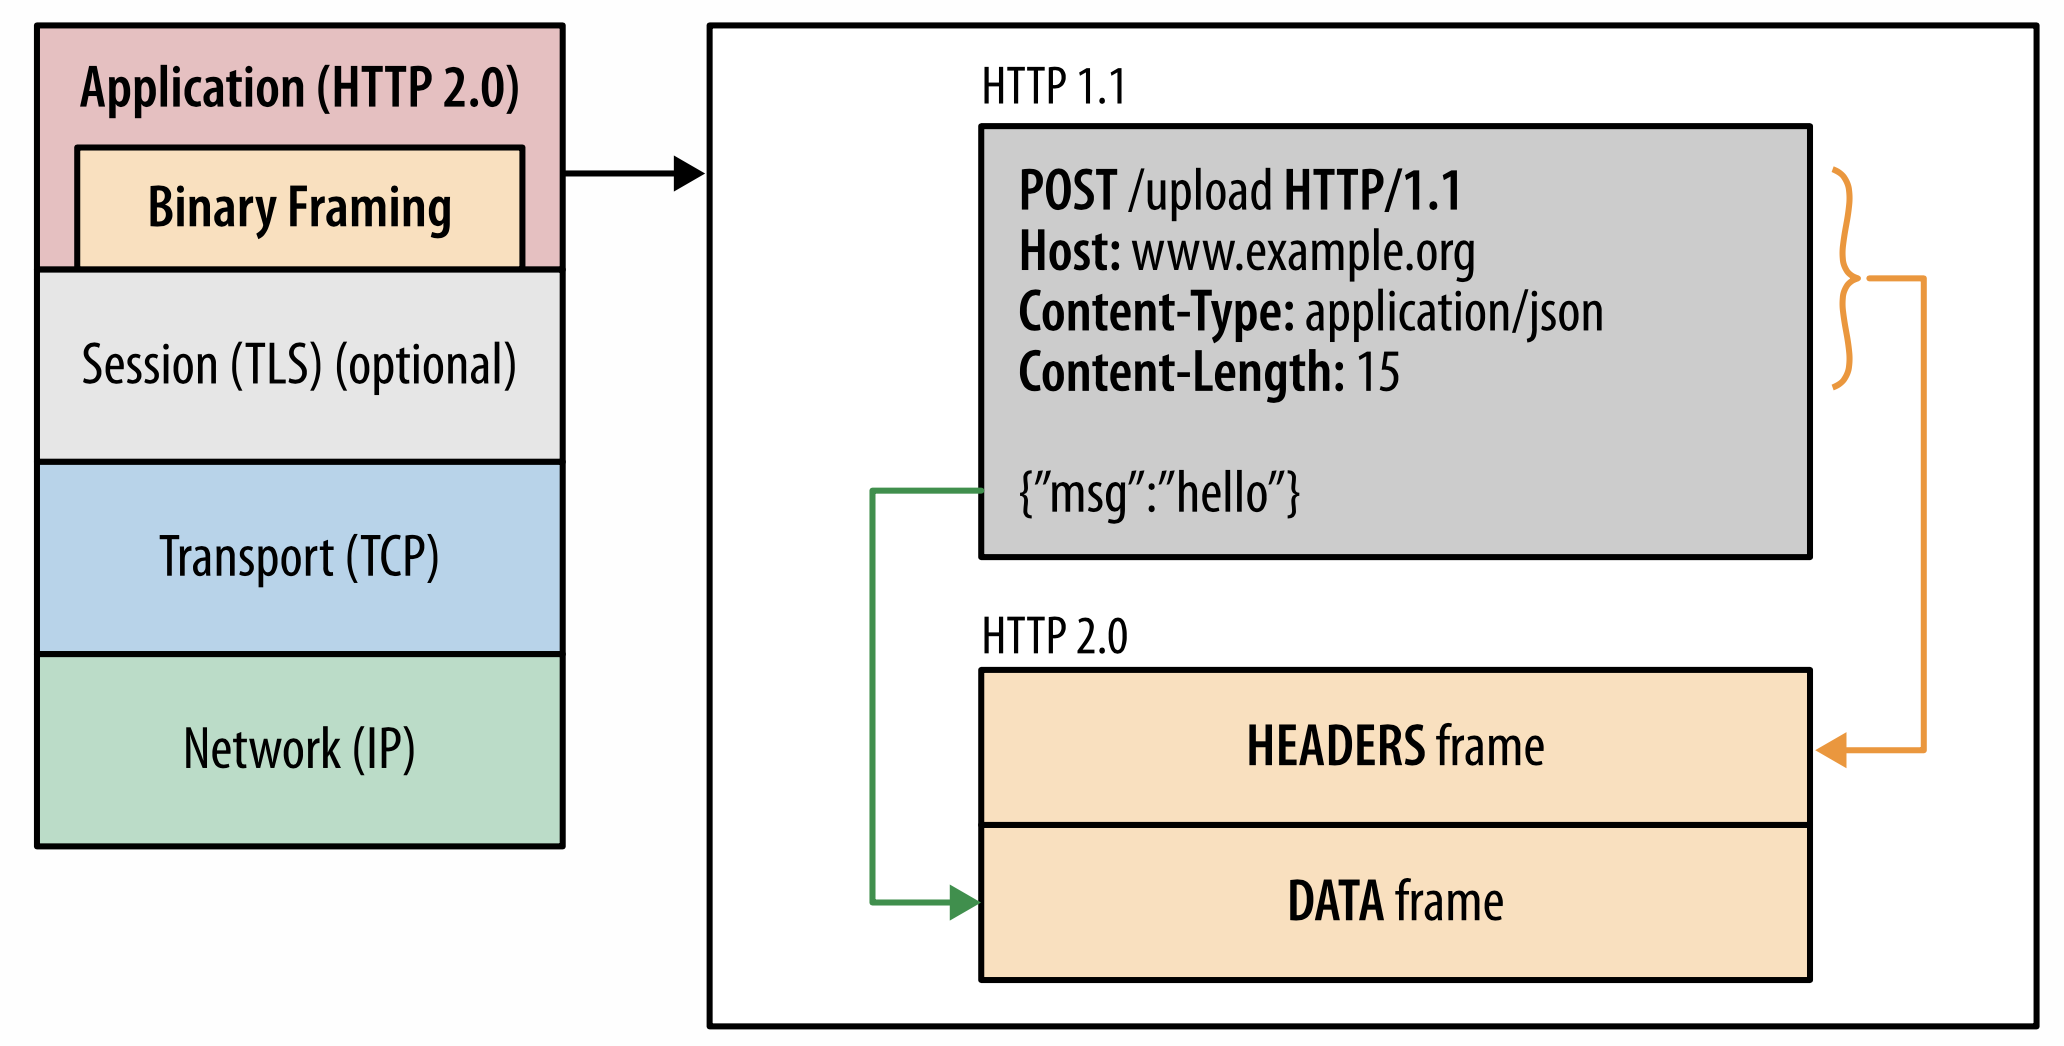 Application (HTTP 2.0)
Binary Framing
Session (TLS) (optional)
Transport (TCP)
Network (IP)
HTTP 1.1
POST /upload HTTP/1.1
Host: www.example.org
Content-Type: application/json
Content-Length: 15
{”msg”:”hello”}
HTTP 2.0
HEADERS frame
DATA frame